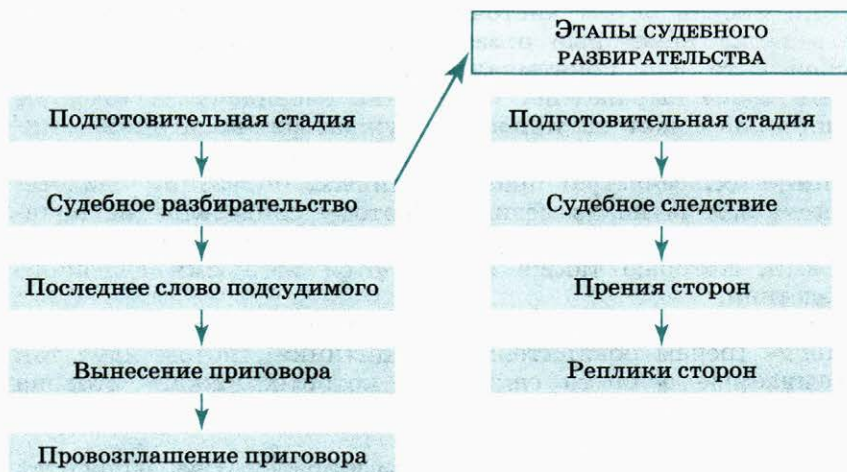 Этапы судебного
разбирательства
Подготовительная стадия
Судебное разбирательство
Последнее слово подсудимого
Вынесение приговора
Провозглашение приговора
Подготовительная стадия
Судебное следствие
Прения сторон
Реплики сторон